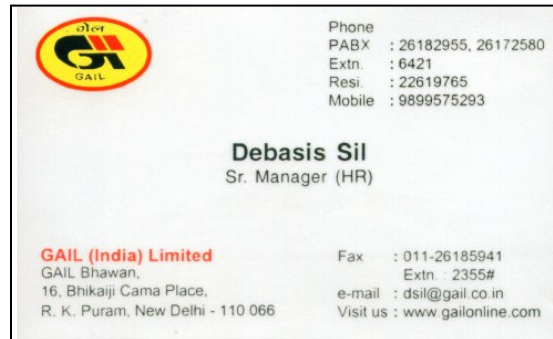 गेल
GAIL
Phone
PABX : 26182955, 26172580
Extn. : 6421
Resi. : 22619765
Mobile : 9899575293
Debasis Sil
Sr. Manager (HR)
GAIL (India) Limited
GAIL Bhawan,
16, Bhikaiji Cama Place,
R. K. Puram, New Delhi - 110 066
Fax : 011-26185941
Extn. : 2355#
e-mail : dsil@gail.co.in
Visit us : www.gailonline.com